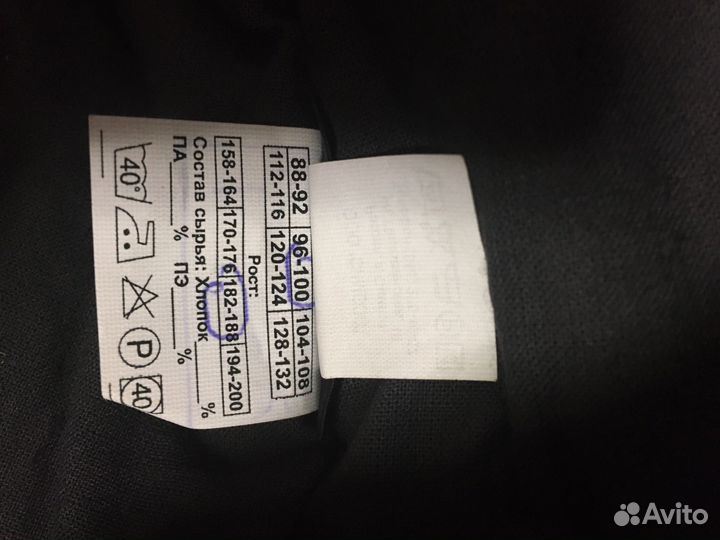 88-92 96-100 104-108
112-116 120-124 128-132
Рост:
158-164 170-176 182-188 194-200
Состав сырья: Хлопок %
ПА % ПЭ %
40° P 40
Avito